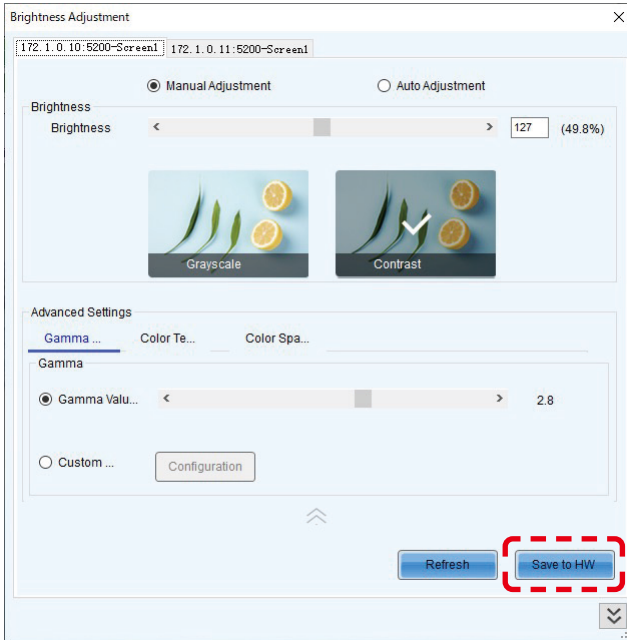 Brightness Adjustment
172.1.0.10:5200-Screen1 172.1.0.11:5200-Screen1
Manual Adjustment Auto Adjustment
Brightness
Brightness 127 (49.8%)
Grayscale Contrast
Advanced Settings
Gamma ... Color Te... Color Spa...
Gamma
Gamma Valu... 2.8
Custom ... Configuration
Refresh Save to HW